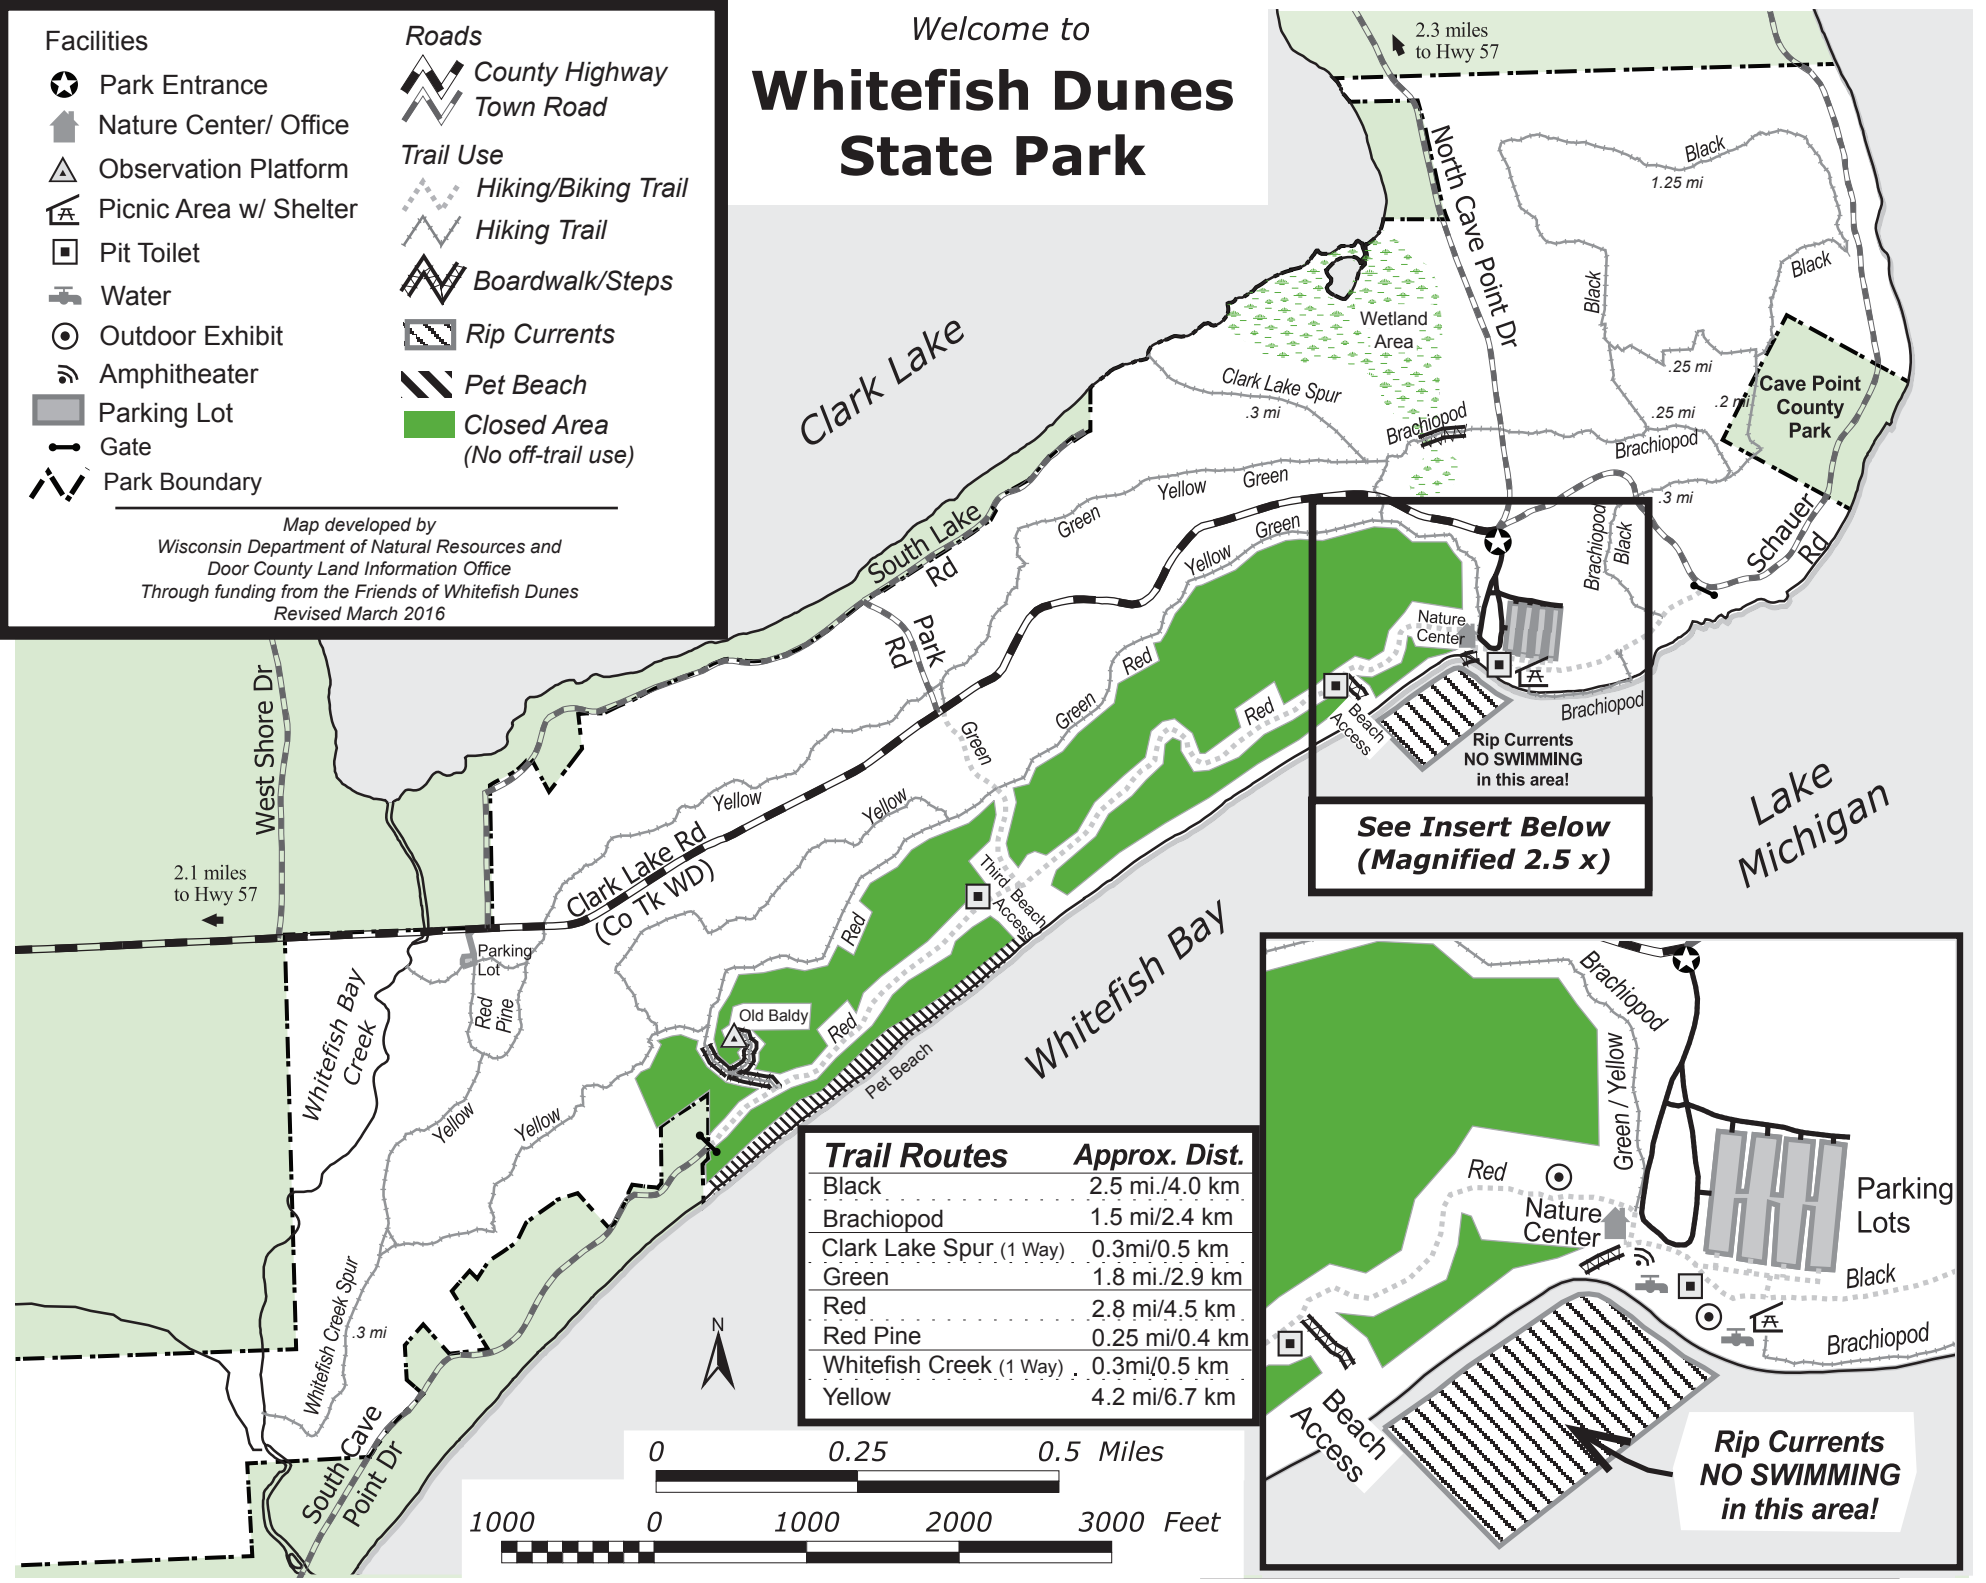 Facilities
Park Entrance
Nature Center/ Office
Observation Platform
Picnic Area w/ Shelter
Pit Toilet
Water
Outdoor Exhibit
Amphitheater
Parking Lot
Gate
Park Boundary
Roads
County Highway
Town Road
Trail Use
Hiking/Biking Trail
Hiking Trail
Boardwalk/Steps
Rip Currents
Pet Beach
Closed Area
(No off-trail use)
Map developed by
Wisconsin Department of Natural Resources and
Door County Land Information Office
Through funding from the Friends of Whitefish Dunes
Revised March 2016
Welcome to
Whitefish Dunes
State Park
2.3 miles
to Hwy 57
North Cave Point Dr
Black
1.25 mi
Black
Black
.25 mi
.25 mi
.2 mi
Cave Point
County
Park
Wetland
Area
Clark Lake
Clark Lake Spur
.3 mi
Brachiopod
Brachiopod
.3 mi
Green
Yellow
Green
Green
Yellow
South Lake
Rd
Park
Rd
Brachiopod
Black
Schauer
Rd
Nature
Center
Red
Green
Red
Green
Beach
Access
Brachiopod
Rip Currents
NO SWIMMING
in this area!
See Insert Below
(Magnified 2.5 x)
Lake
Michigan
West Shore Dr
2.1 miles
to Hwy 57
Yellow
Yellow
Clark Lake Rd
(Co Tk WD)
Third Beach
Access
Red
Parking
Lot
Red
Pine
Whitefish Bay
Creek
Old Baldy
Red
Pet Beach
Whitefish Bay
Yellow
Yellow
Whitefish Creek Spur
.3 mi
South Cave
Point Dr
N
Trail Routes Approx. Dist.
Black 2.5 mi./4.0 km
Brachiopod 1.5 mi/2.4 km
Clark Lake Spur (1 Way) 0.3mi/0.5 km
Green 1.8 mi./2.9 km
Red 2.8 mi/4.5 km
Red Pine 0.25 mi/0.4 km
Whitefish Creek (1 Way) . 0.3mi/0.5 km
Yellow 4.2 mi/6.7 km
0 0.25 0.5 Miles
1000 0 1000 2000 3000 Feet
Brachiopod
Green / Yellow
Red
Nature
Center
Parking
Lots
Black
Brachiopod
Beach
Access
Rip Currents
NO SWIMMING
in this area!